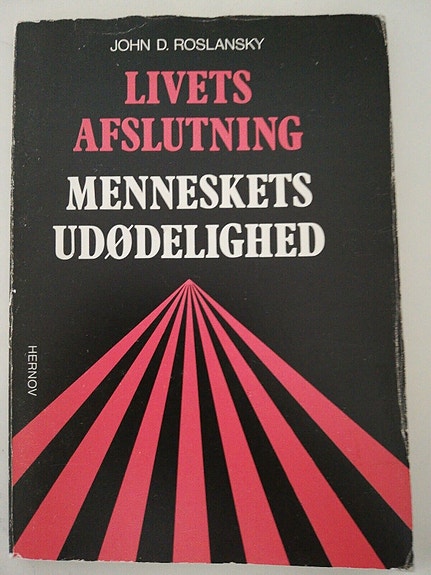 JOHN D. ROSLANSKY
LIVETS
AFSLUTNING
MENNESKETS
UDØDELIGHED
HERNOV